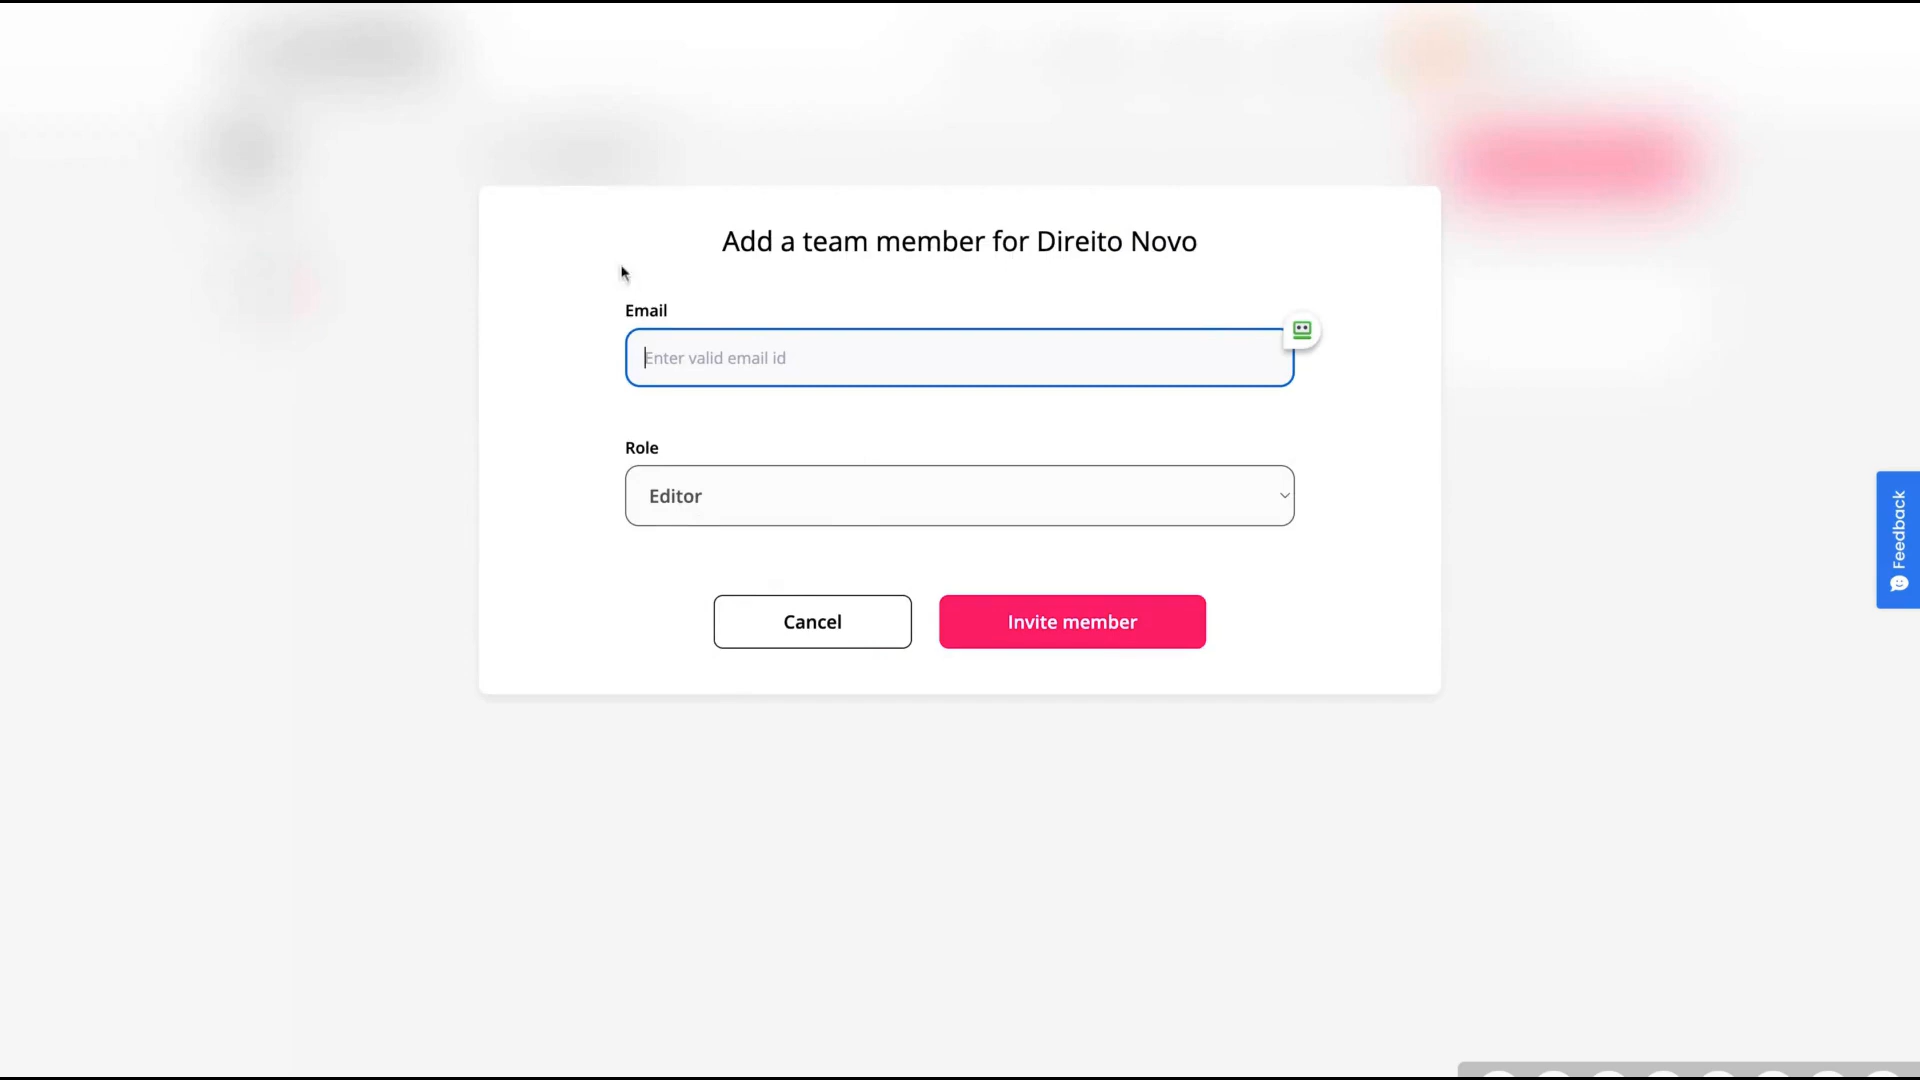 Add a team member for Direito Novo
Email
Enter valid email id
Role
Editor
Cancel
Invite member
Feedback